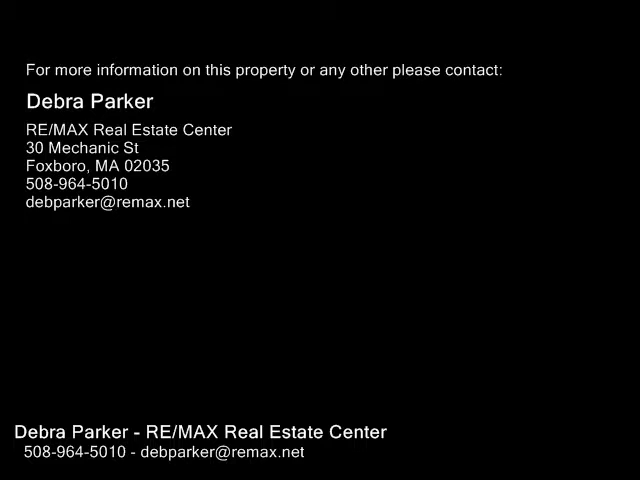 For more information on this property or any other please contact:
Debra Parker
RE/MAX Real Estate Center
30 Mechanic St
Foxboro, MA 02035
508-964-5010
debparker@remax.net
Debra Parker - RE/MAX Real Estate Center
508-964-5010 - debparker@remax.net